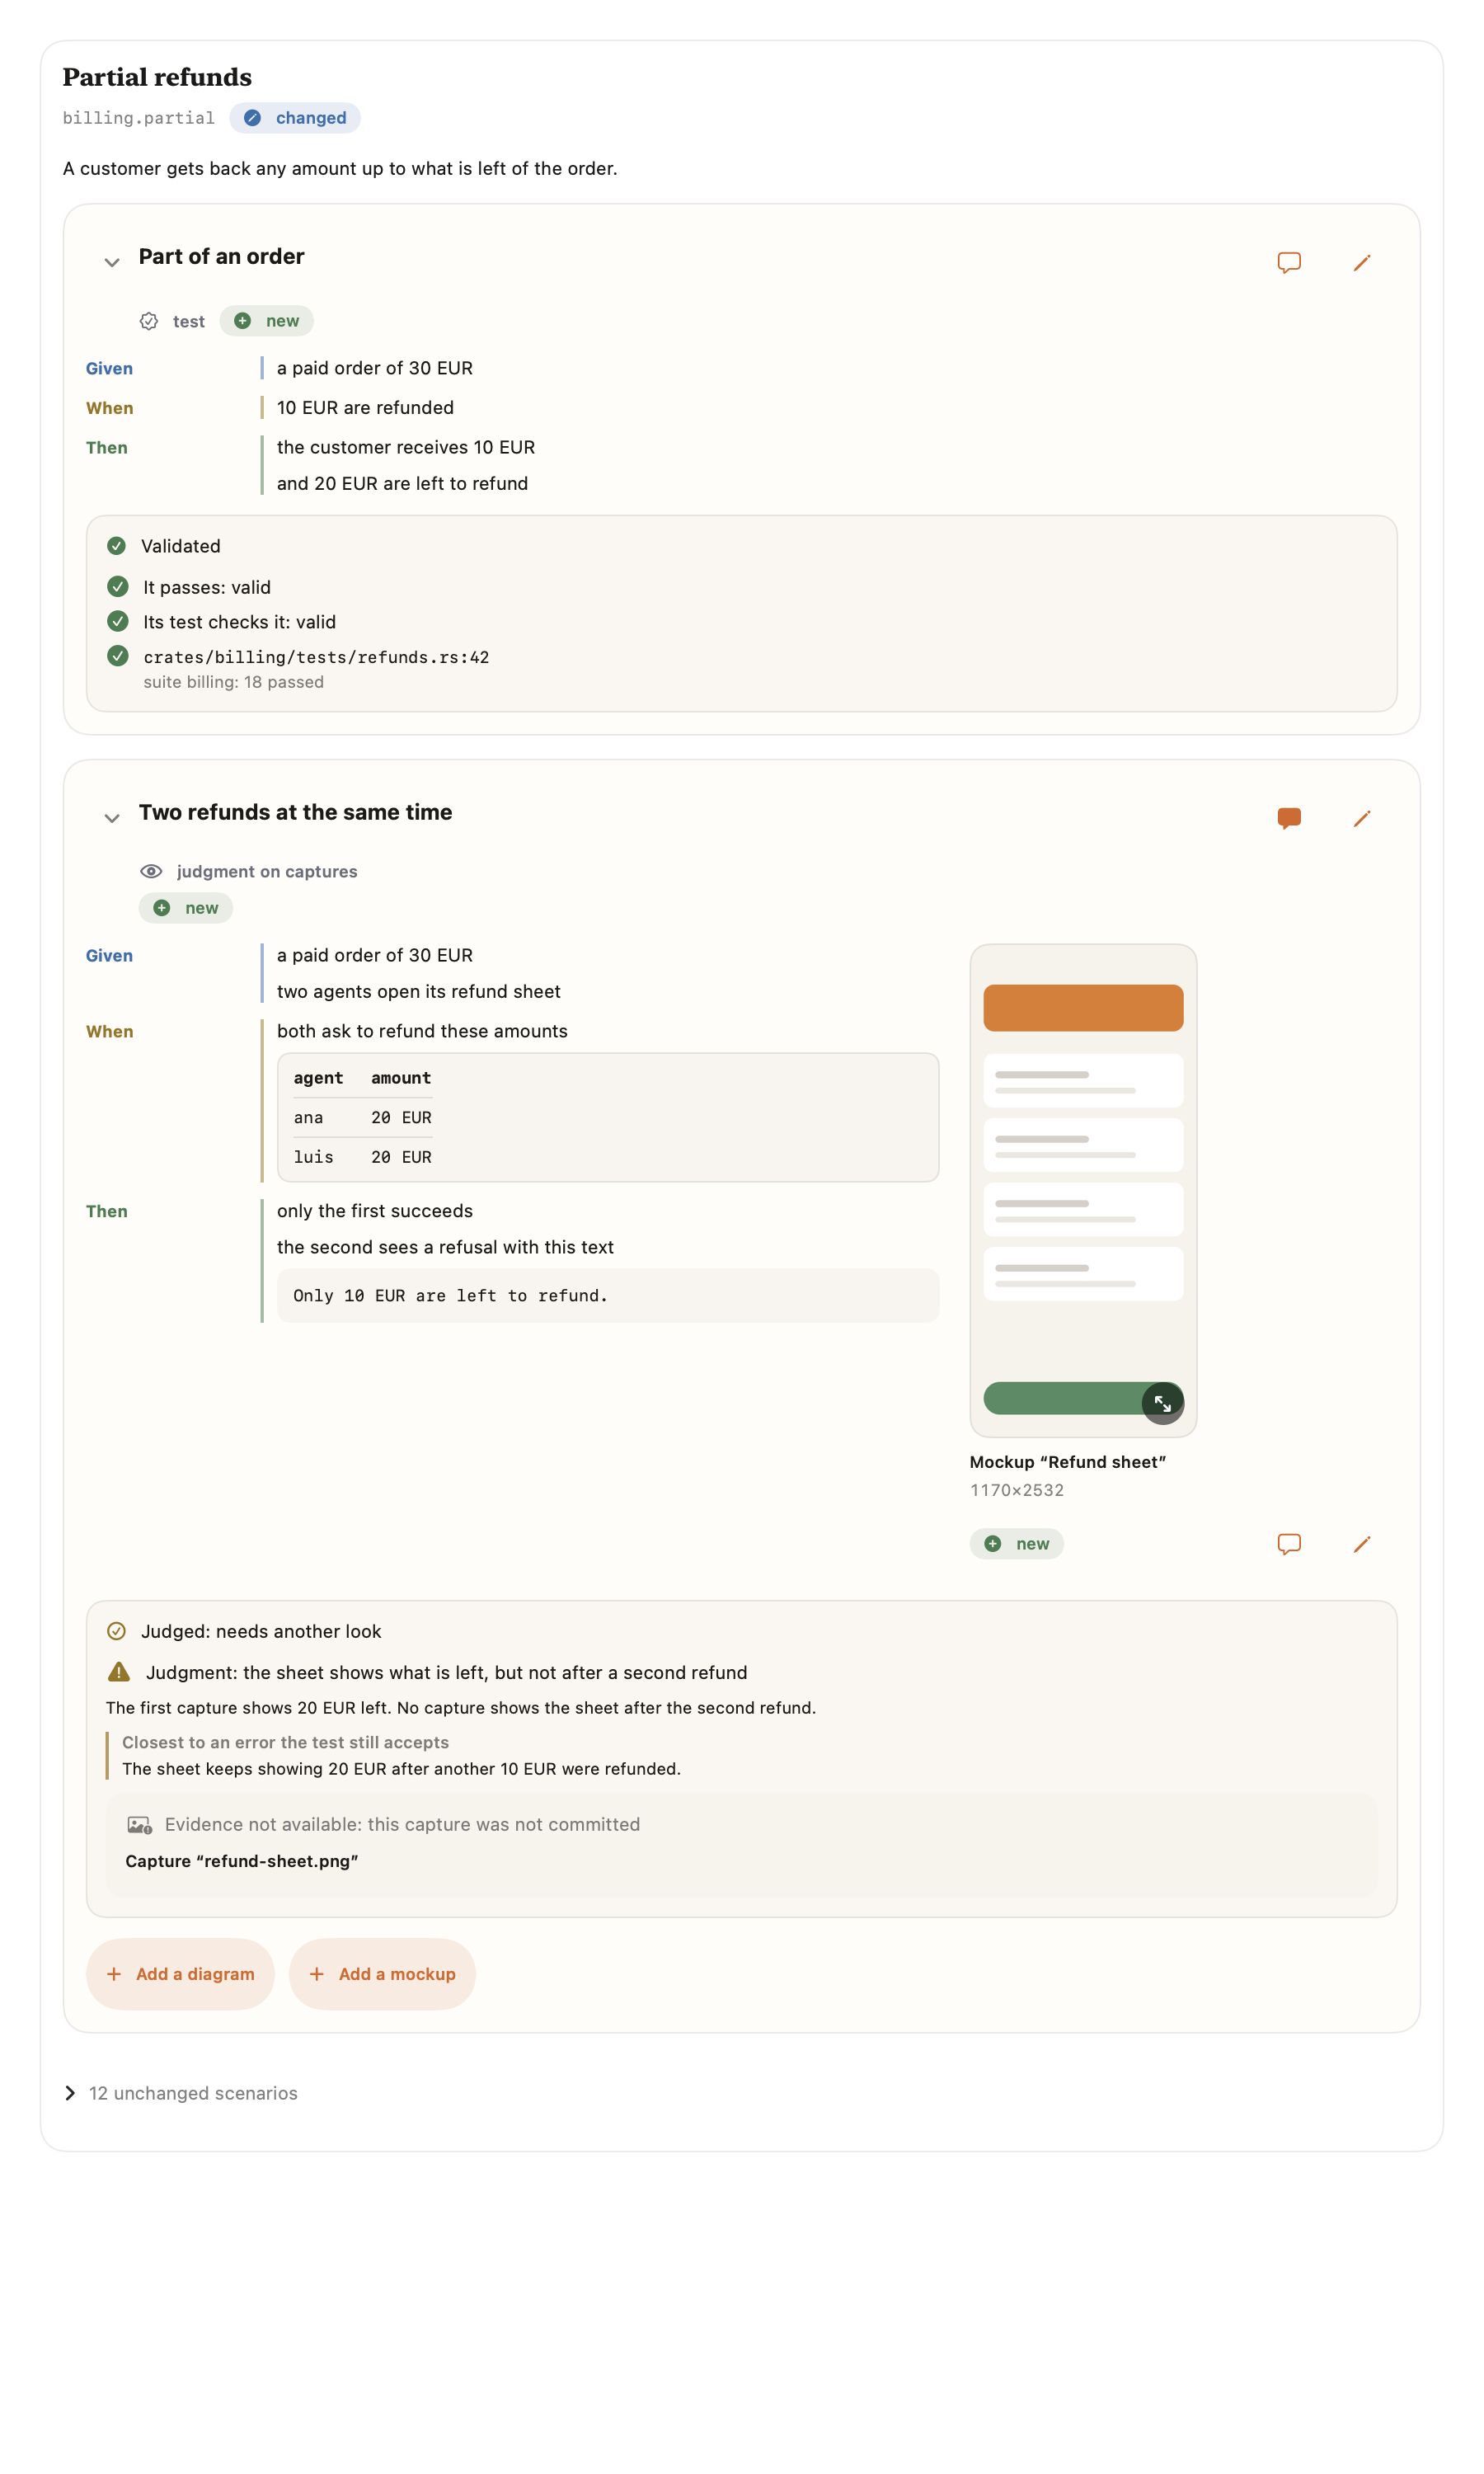 Partial refunds
billing.partial changed
A customer gets back any amount up to what is left of the order.
Part of an order
test new
Given a paid order of 30 EUR
When 10 EUR are refunded
Then the customer receives 10 EUR
and 20 EUR are left to refund
Validated
It passes: valid
Its test checks it: valid
crates/billing/tests/refunds.rs:42
suite billing: 18 passed
Two refunds at the same time
judgment on captures
new
Given a paid order of 30 EUR
two agents open its refund sheet
When both ask to refund these amounts
agent amount
ana 20 EUR
luis 20 EUR
Then only the first succeeds
the second sees a refusal with this text
Only 10 EUR are left to refund.
Mockup “Refund sheet”
1170×2532
new
Judged: needs another look
Judgment: the sheet shows what is left, but not after a second refund
The first capture shows 20 EUR left. No capture shows the sheet after the second refund.
Closest to an error the test still accepts
The sheet keeps showing 20 EUR after another 10 EUR were refunded.
Evidence not available: this capture was not committed
Capture “refund-sheet.png”
Add a diagram Add a mockup
12 unchanged scenarios